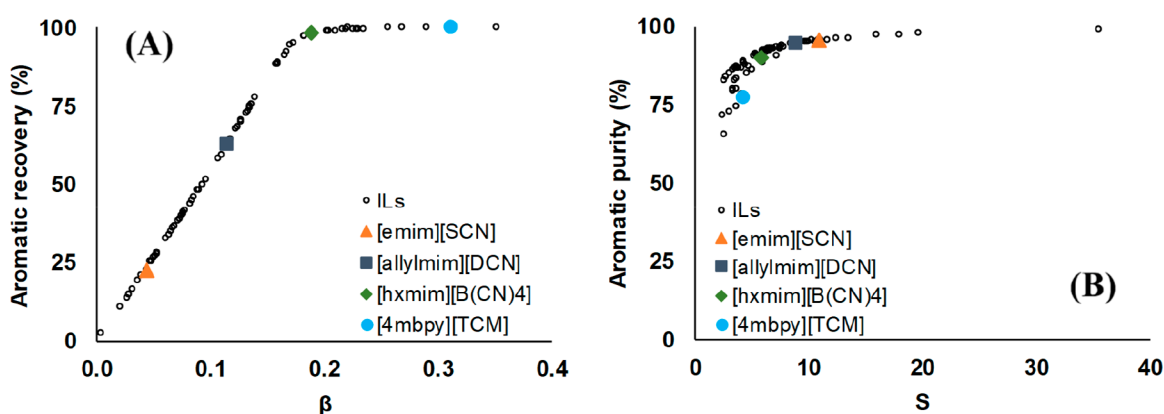 (A)
Aromatic recovery (%)
100
75
50
25
0
0.0 0.1 0.2 0.3 0.4
β
ILs
[emim][SCN]
[allylmim][DCN]
[hxmim][B(CN)4]
[4mbpy][TCM]
(B)
Aromatic purity (%)
100
75
50
25
0
0 10 20 30 40
S
ILs
[emim][SCN]
[allylmim][DCN]
[hxmim][B(CN)4]
[4mbpy][TCM]